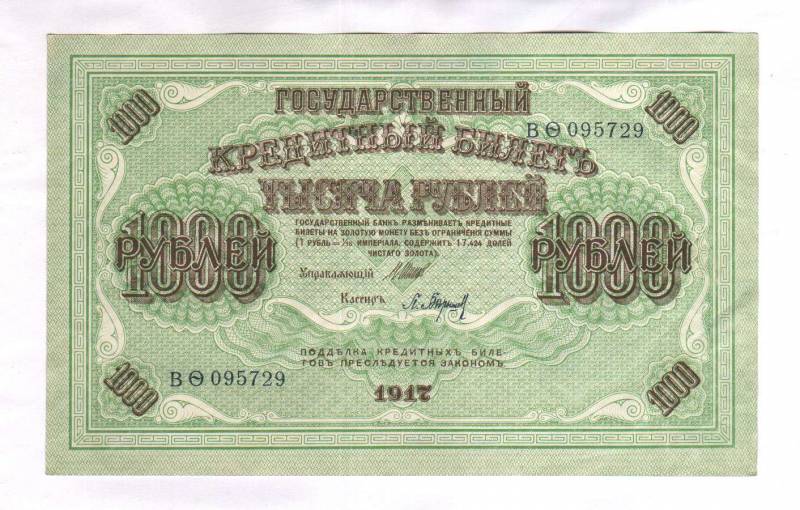 1000
1000
ГОСУДАРСТВЕННЫЙ
ВѲ 095729
КРЕДИТНЫЙ БИЛЕТЪ
ТЫСЯЧА РУБЛЕЙ
ГОСУДАРСТВЕННЫЙ БАНКЪ РАЗМѢНИВАЕТЪ КРЕДИТНЫЕ
БИЛЕТЫ НА ЗОЛОТУЮ МОНЕТУ БЕЗЪ ОГРАНИЧЕНІЯ СУММЫ
(1 РУБЛЬ = 1/15 ИМПЕРІАЛА, СОДЕРЖИТЪ 17,424 ДОЛЕЙ
ЧИСТАГО ЗОЛОТА).
1000
РУБЛЕЙ
1000
РУБЛЕЙ
Управляющій
Кассиръ
ПОДДѢЛКА КРЕДИТНЫХЪ БИЛЕ-
ТОВЪ ПРЕСЛѢДУЕТСЯ ЗАКОНОМЪ.
ВѲ 095729
1000
1000
1917